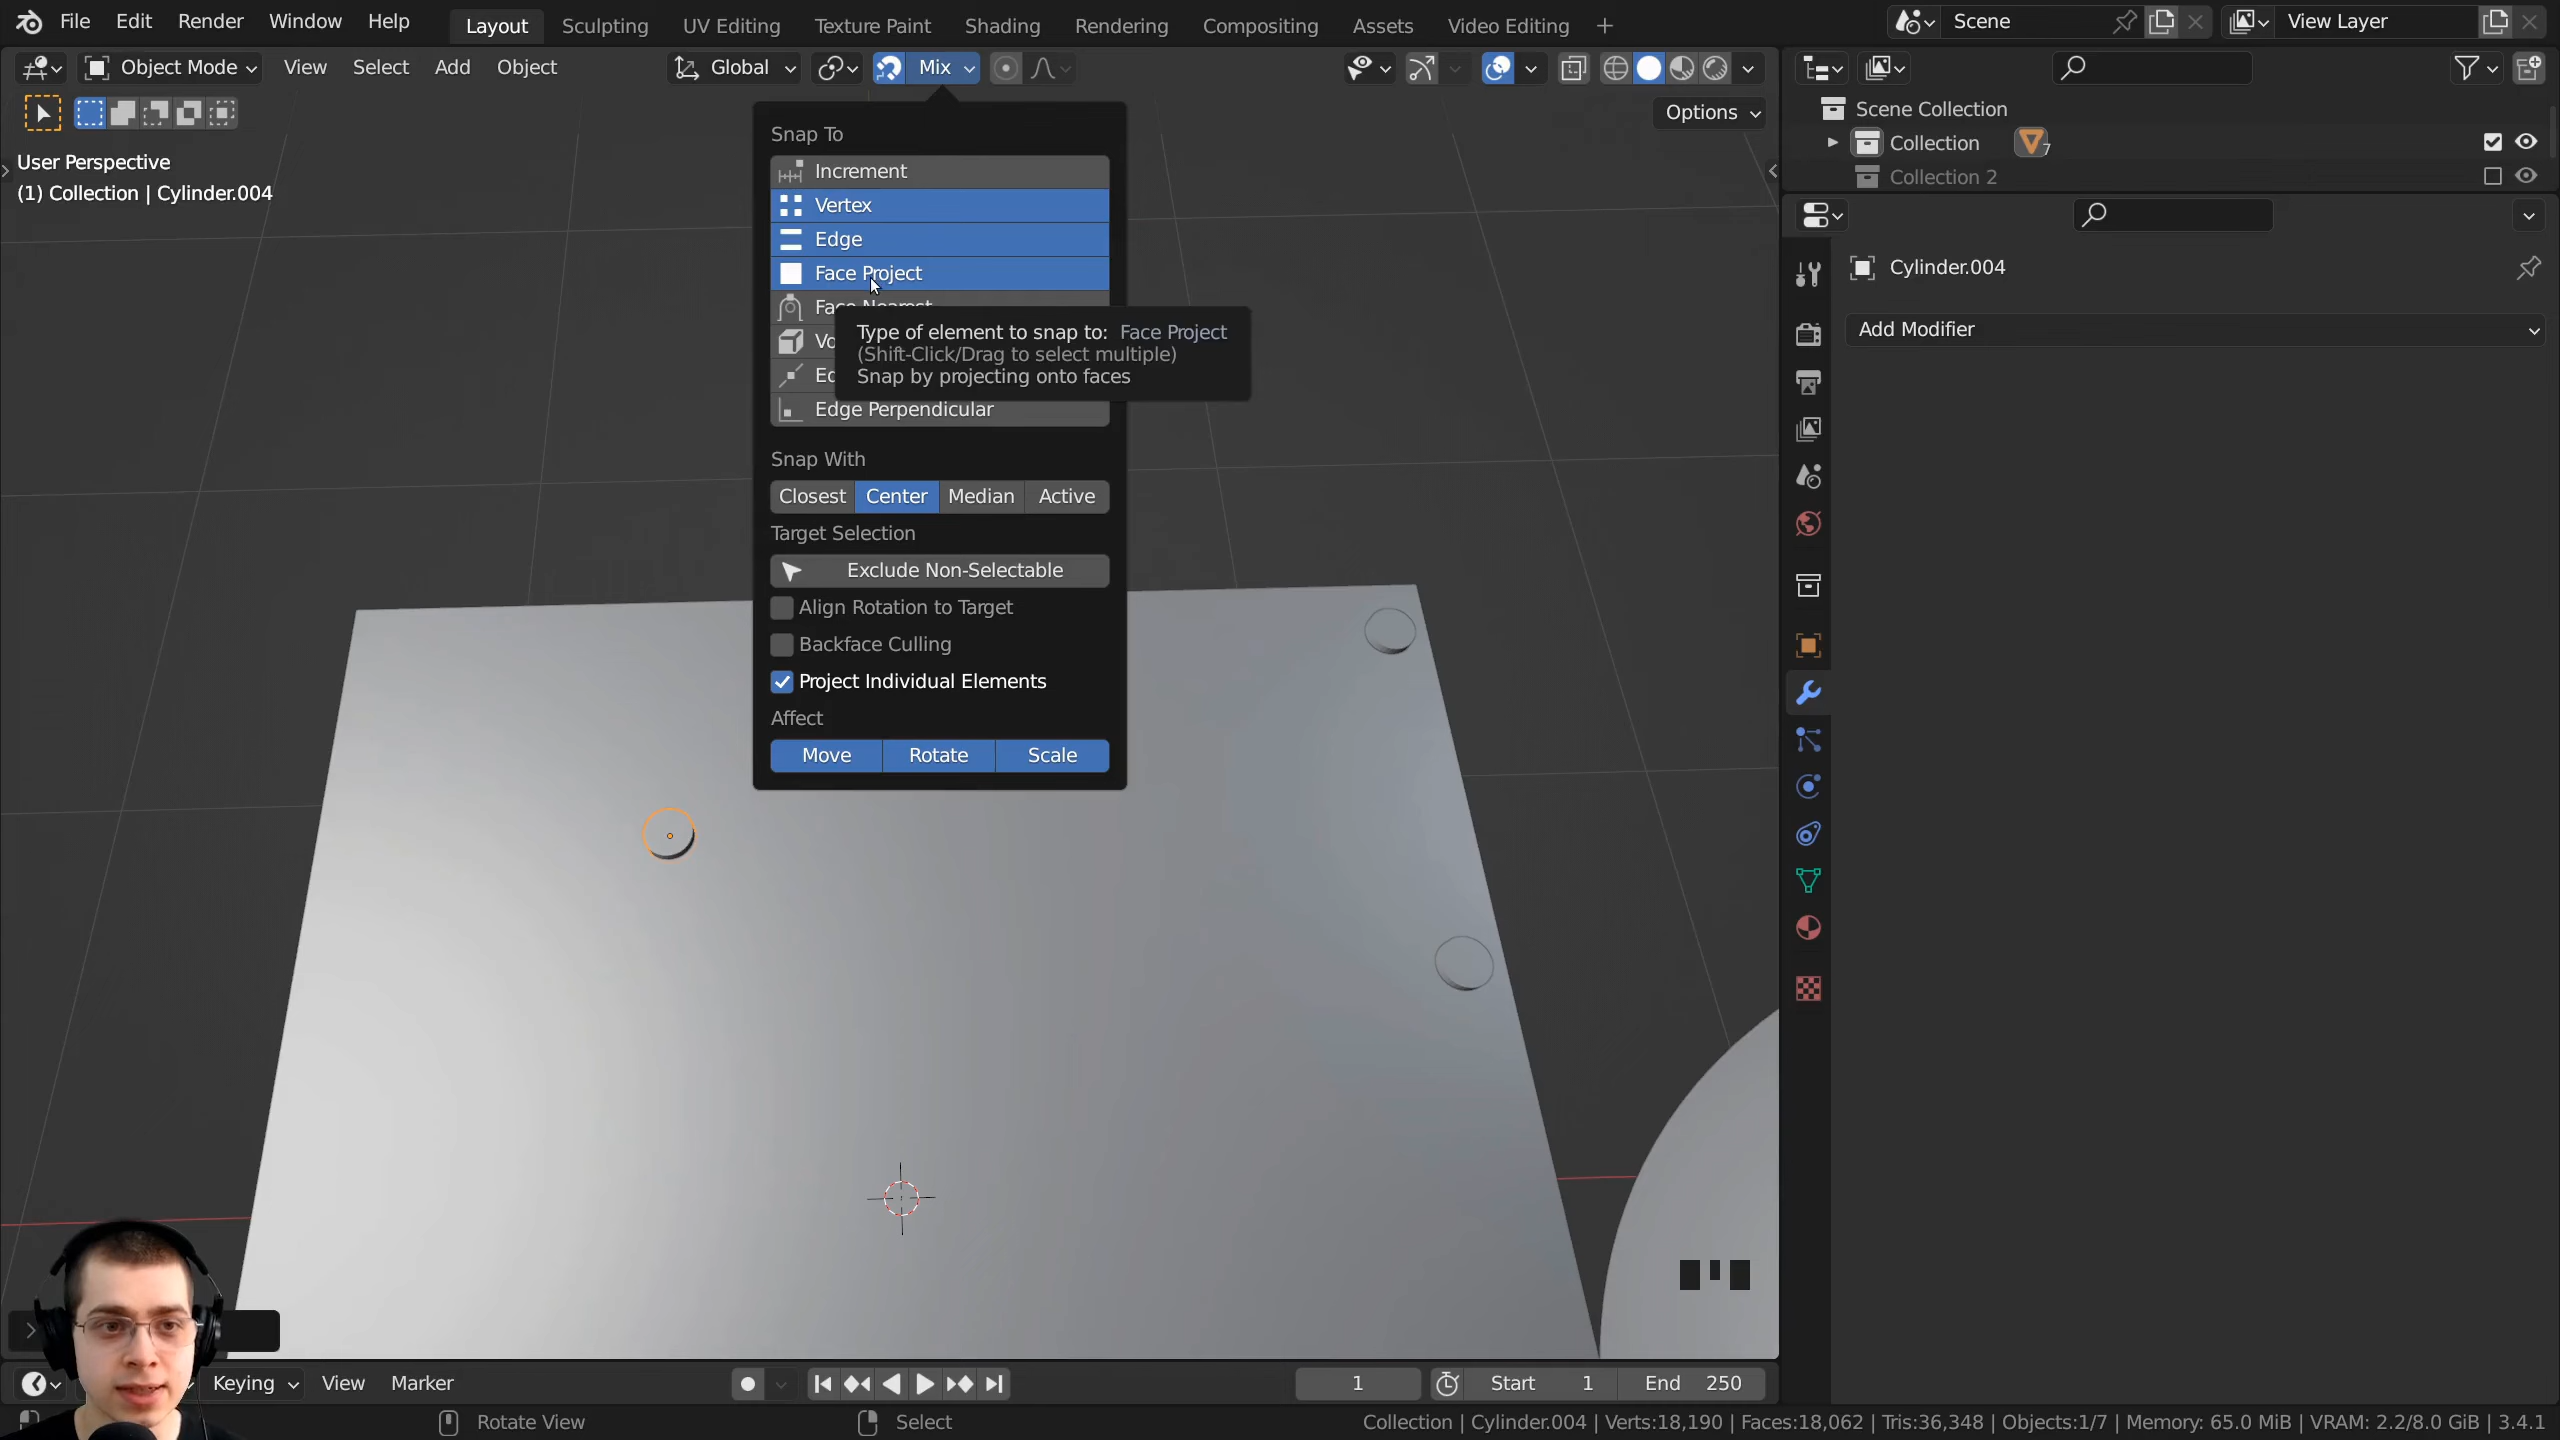 File Edit Render Window Help Layout Sculpting UV Editing Texture Paint Shading Rendering Compositing Assets Video Editing + Scene View Layer
Object Mode View Select Add Object Global Mix
Options
User Perspective
(1) Collection | Cylinder.004
Snap To
Increment
Vertex
Edge
Face Project
Type of element to snap to: Face Project
(Shift-Click/Drag to select multiple)
Snap by projecting onto faces
Edge Perpendicular
Snap With
Closest Center Median Active
Target Selection
Exclude Non-Selectable
Align Rotation to Target
Backface Culling
Project Individual Elements
Affect
Move Rotate Scale
Scene Collection
Collection 7
Collection 2
Cylinder.004
Add Modifier
Keying View Marker 1 Start 1 End 250
Rotate View Select Collection | Cylinder.004 | Verts:18,190 | Faces:18,062 | Tris:36,348 | Objects:1/7 | Memory: 65.0 MiB | VRAM: 2.2/8.0 GiB | 3.4.1